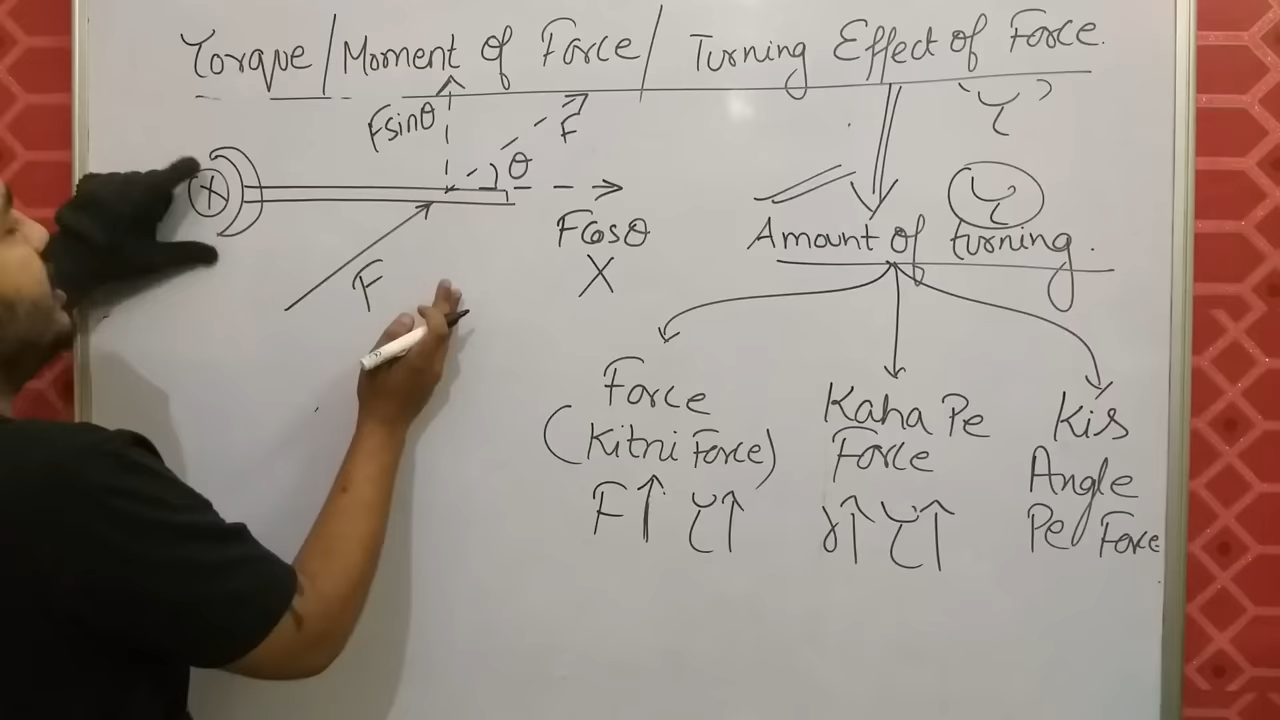 Torque/Moment of Force/ Turning Effect of Force.
'τ'
Fsinθ
F
θ
Fcosθ
X
F
τ
Amount of turning.
Force
(Kitni Force)
F↑ τ↑
Kaha Pe
Force
r↑ τ↑
Kis
Angle
Pe Force